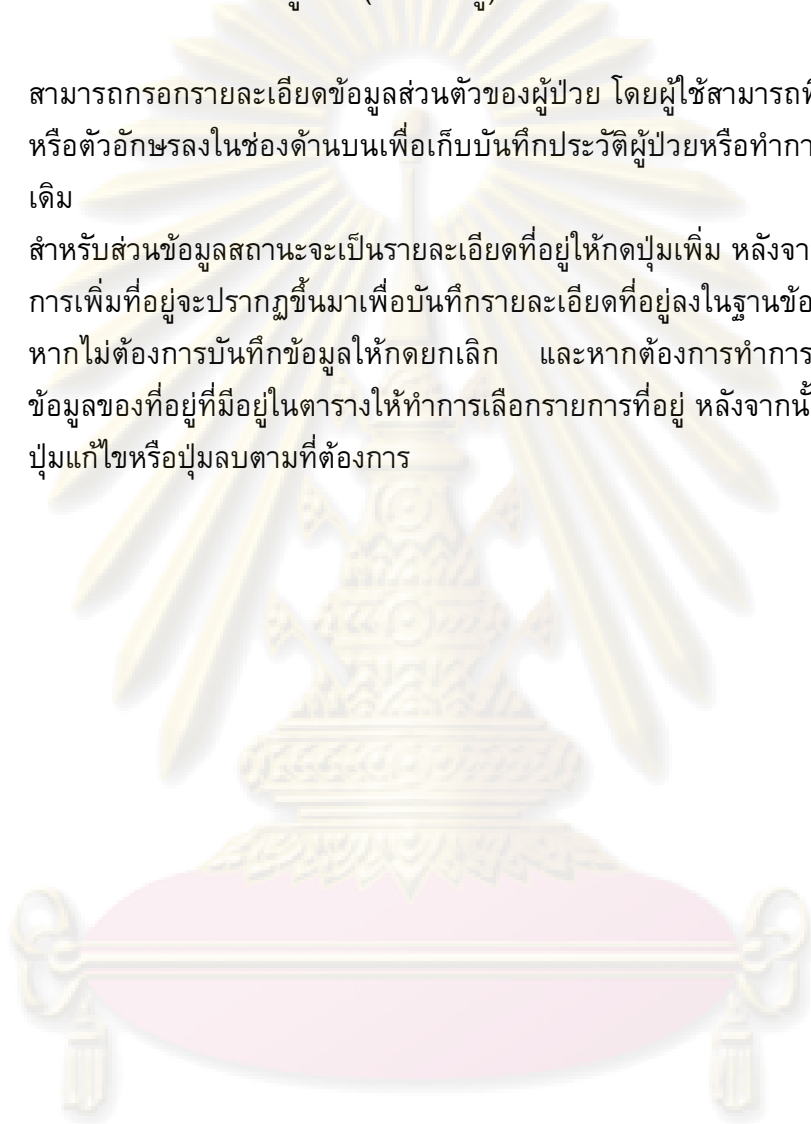 สามารถกรอกรายละเอียดข้อมูลส่วนตัวของผู้ป่วย โดยผู้ใช้สามารถ
หรือตัวอักษรลงในช่องด้านบนเพื่อเก็บบันทึกประวัติผู้ป่วยหรือทำกา
เดิม
สำหรับส่วนข้อมูลสถานะจะเป็นรายละเอียดที่อยู่ให้กดปุ่มเพิ่ม หลังจา
การเพิ่มที่อยู่จะปรากฏขึ้นมาเพื่อบันทึกรายละเอียดที่อยู่ลงในฐานข้อ
หากไม่ต้องการบันทึกข้อมูลให้กดยกเลิก และหากต้องการทำการ
ข้อมูลของที่อยู่ที่มีอยู่ในตารางให้ทำการเลือกรายการที่อยู่ หลังจากนั้
ปุ่มแก้ไขหรือปุ่มลบตามที่ต้องการ